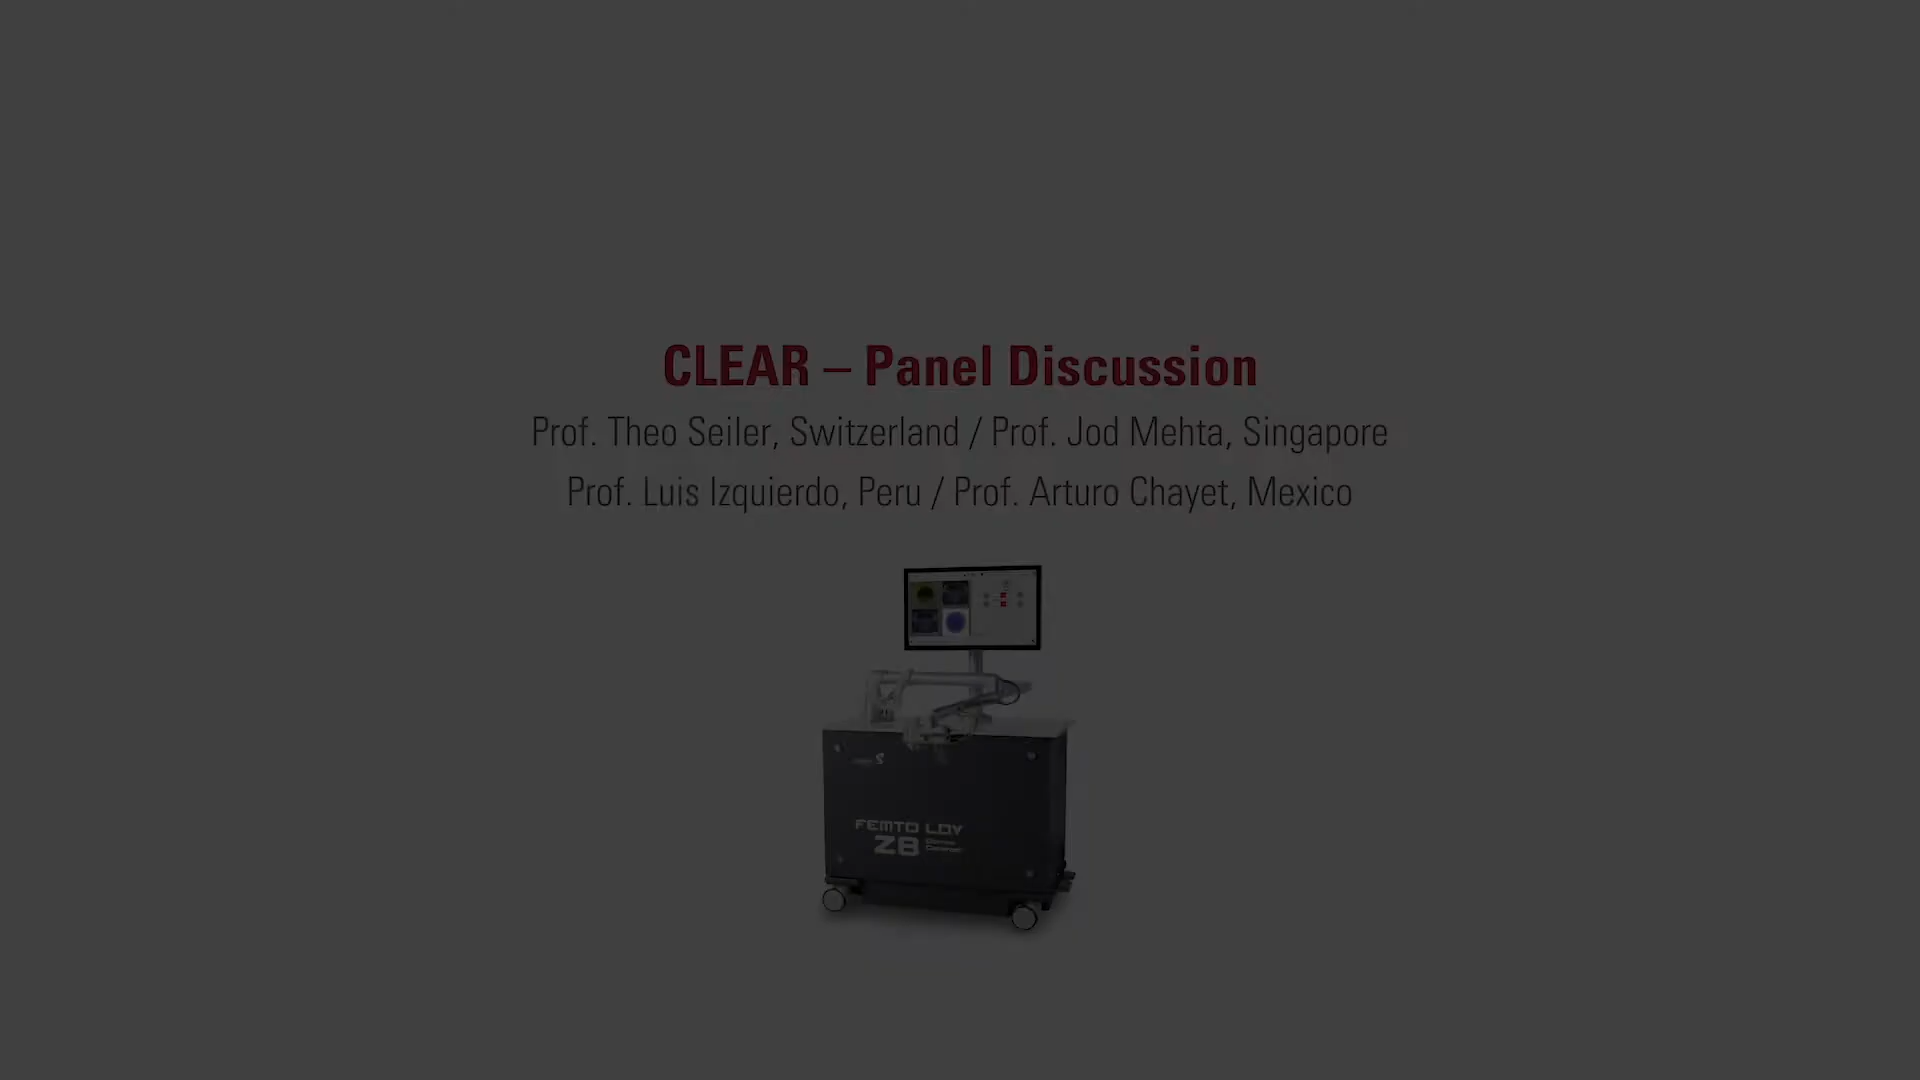 CLEAR – Panel Discussion
Prof. Theo Seiler, Switzerland / Prof. Jod Mehta, Singapore
Prof. Luis Izquierdo, Peru / Prof. Arturo Chayet, Mexico
FEMTO LDV
Z8